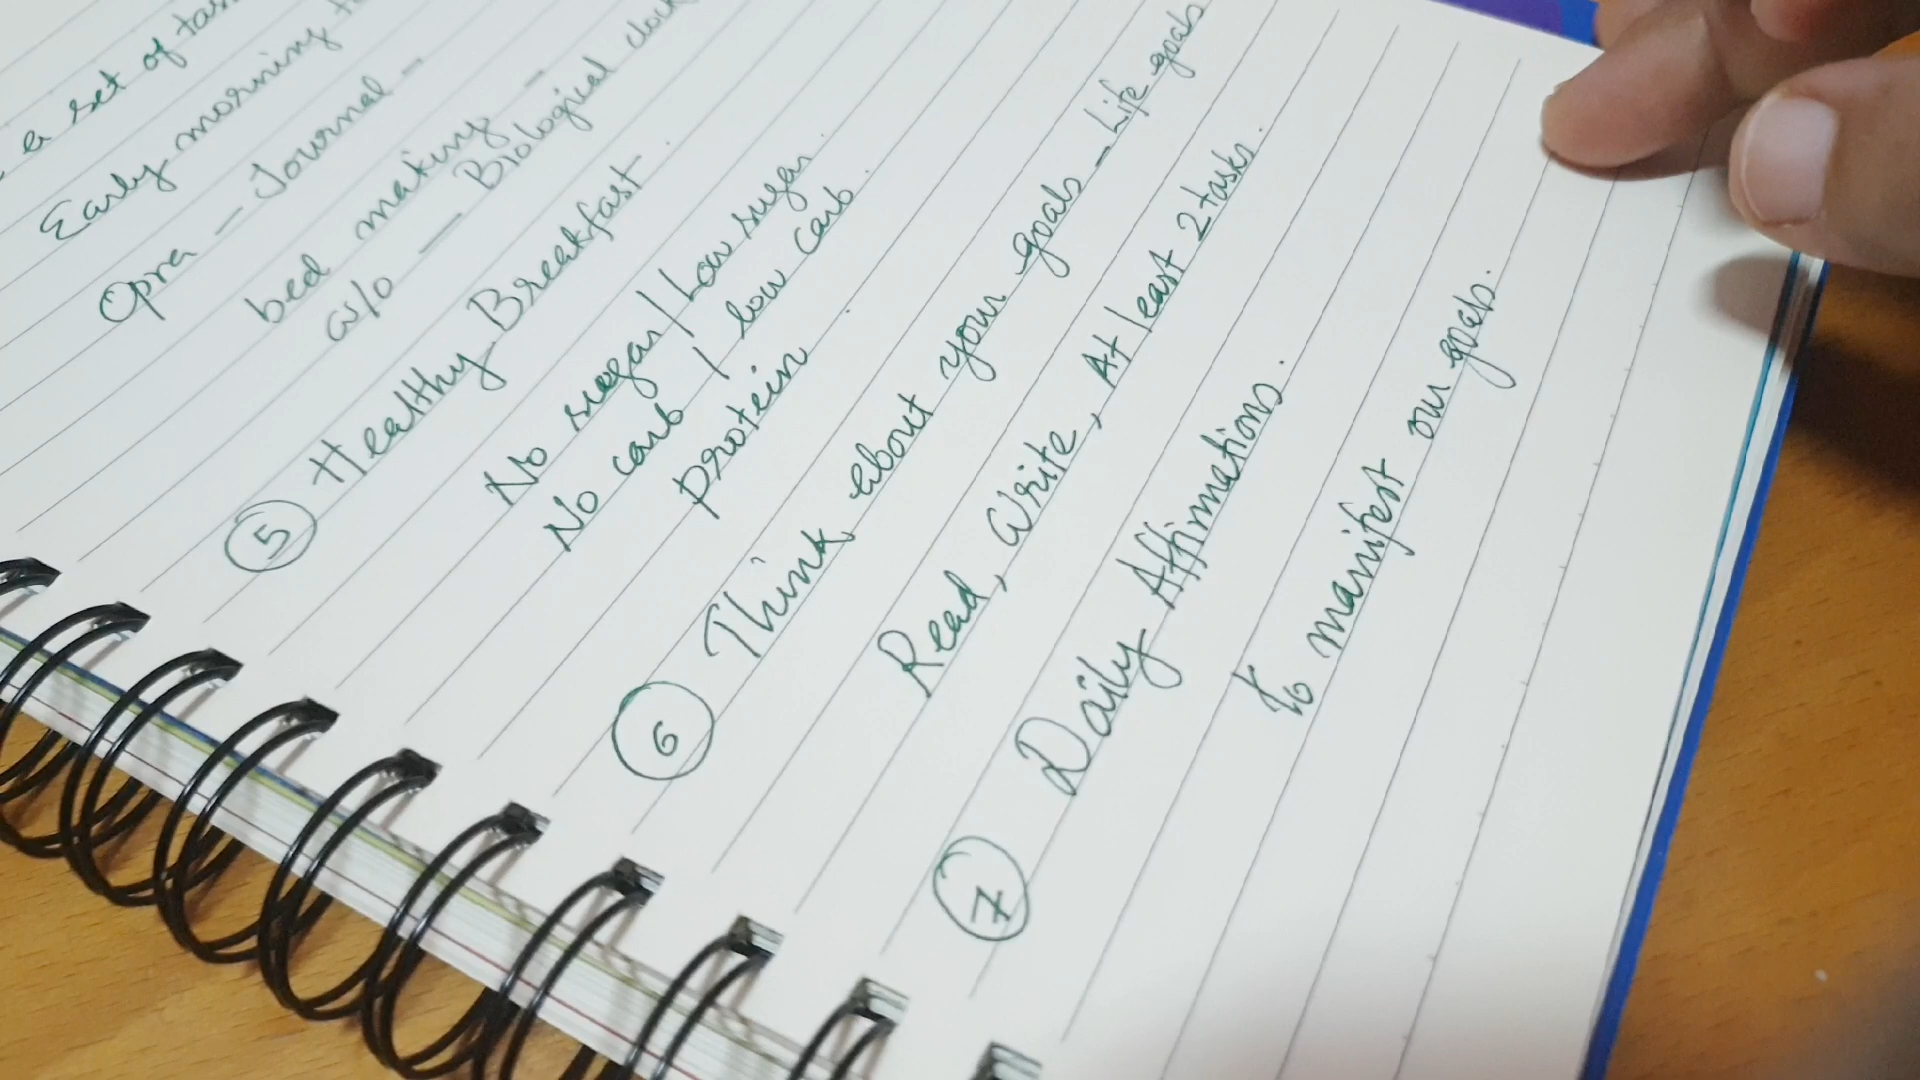 a set of
Early morning
Opra – Journal –
bed making –
w/o – Biological clock
5 Healthy Breakfast.
No sugar / Low sugar.
No carb / low carb.
protein
6 Think about your goals – Life goals
Read, Write, At least 2 tasks.
7 Daily Affirmations.
To manifest our goals.